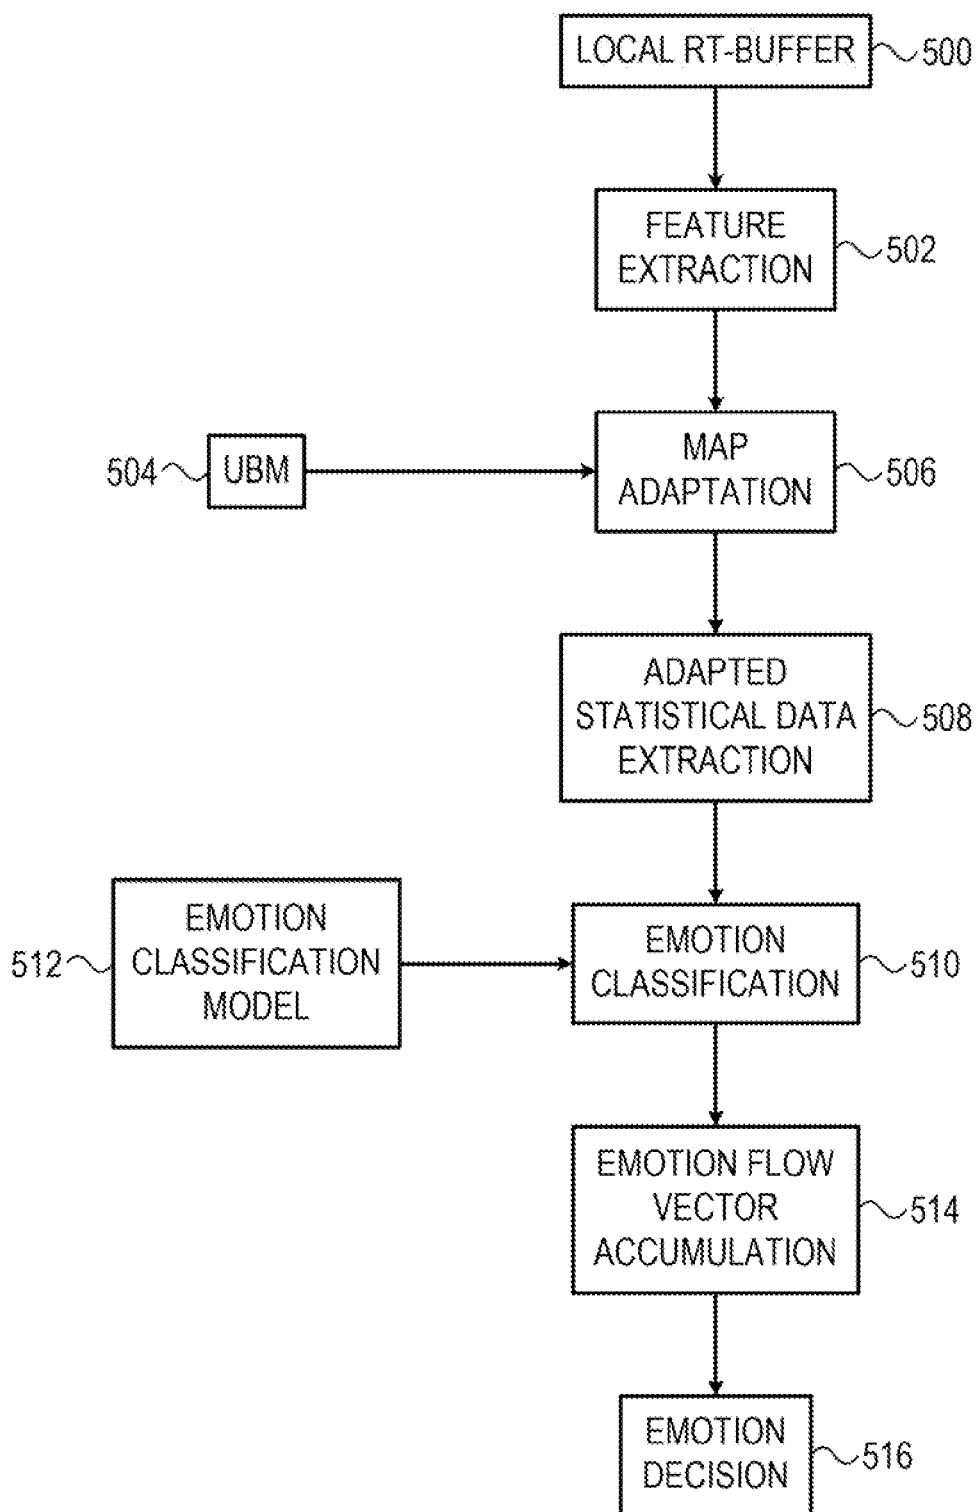 LOCAL RT-BUFFER
500
FEATURE
EXTRACTION
502
504
UBM
MAP
ADAPTATION
506
ADAPTED
STATISTICAL DATA
EXTRACTION
508
512
EMOTION
CLASSIFICATION
MODEL
EMOTION
CLASSIFICATION
510
EMOTION FLOW
VECTOR
ACCUMULATION
514
EMOTION
DECISION
516